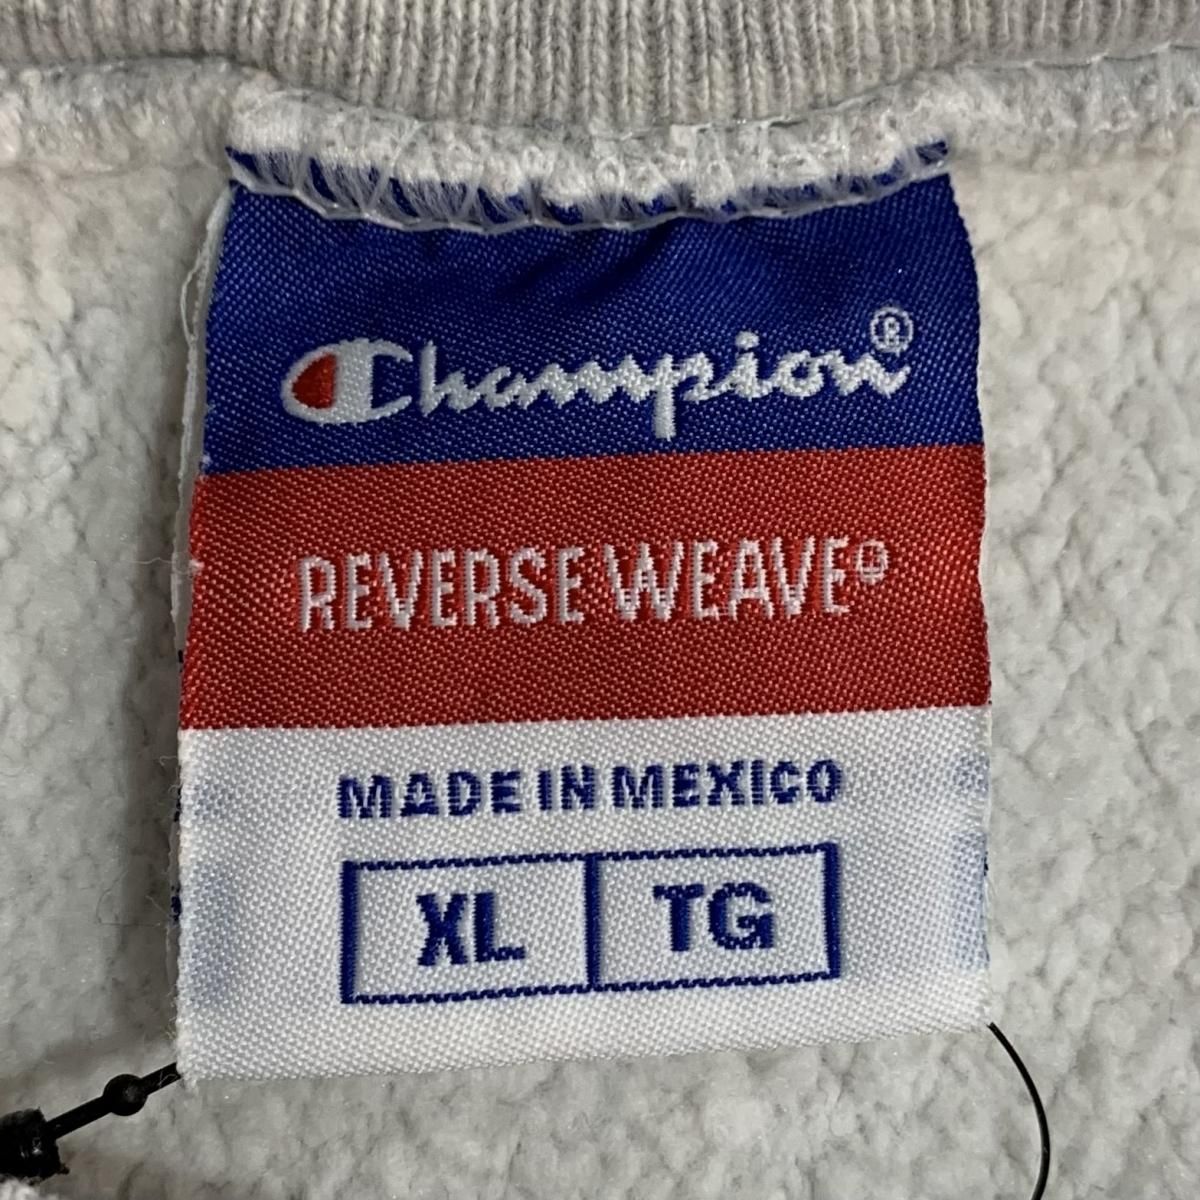 Champion®
REVERSE WEAVE®
MADE IN MEXICO
XL TG